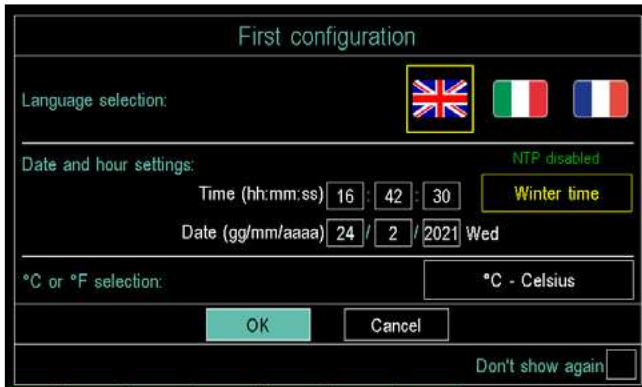 First configuration
Language selection:
Date and hour settings:
NTP disabled
Time (hh:mm:ss) 16 : 42 : 30
Winter time
Date (gg/mm/aaaa) 24 / 2 / 2021 Wed
°C or °F selection:
°C - Celsius
OK
Cancel
Don't show again